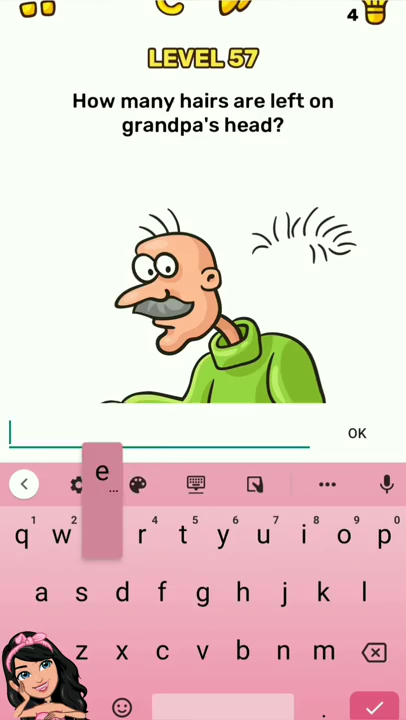 4
LEVEL 57
How many hairs are left on
grandpa's head?
OK
e
...
1 2 4 5 6 7 8 9 0
q w r t y u i o p
a s d f g h j k l
z x c v b n m
.